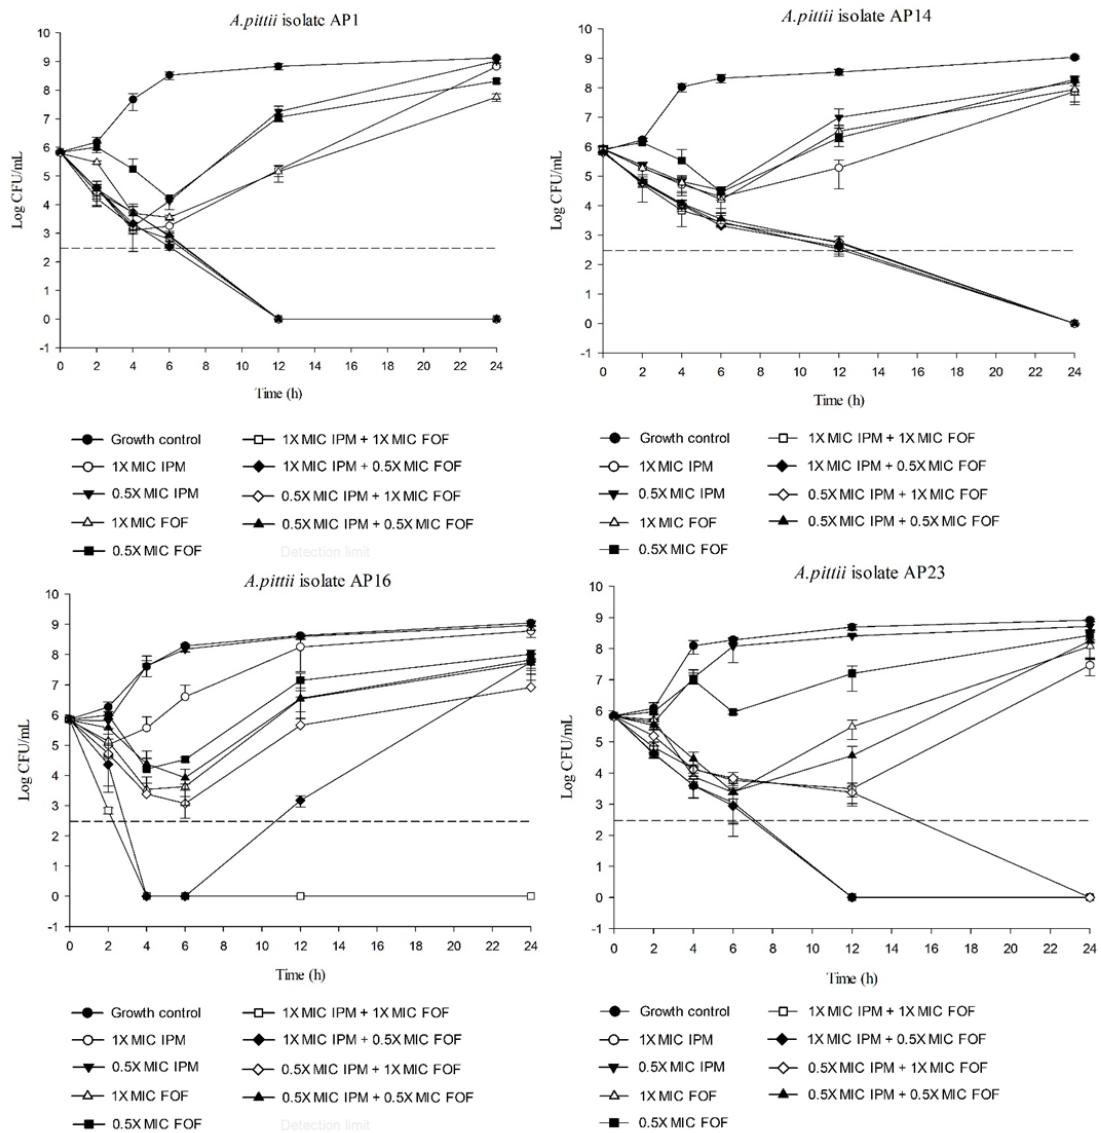 A.pittii isolate AP1
10
9
8
7
6
5
4
3
2
1
0
-1
Log CFU/mL
0 2 4 6 8 10 12 14 16 18 20 22 24
Time (h)
Growth control
1X MIC IPM
0.5X MIC IPM
1X MIC FOF
0.5X MIC FOF
1X MIC IPM + 1X MIC FOF
1X MIC IPM + 0.5X MIC FOF
0.5X MIC IPM + 1X MIC FOF
0.5X MIC IPM + 0.5X MIC FOF
Detection limit
A.pittii isolate AP14
10
9
8
7
6
5
4
3
2
1
0
-1
Log CFU/mL
0 2 4 6 8 10 12 14 16 18 20 22 24
Time (h)
Growth control
1X MIC IPM
0.5X MIC IPM
1X MIC FOF
0.5X MIC FOF
1X MIC IPM + 1X MIC FOF
1X MIC IPM + 0.5X MIC FOF
0.5X MIC IPM + 1X MIC FOF
0.5X MIC IPM + 0.5X MIC FOF
A.pittii isolate AP16
10
9
8
7
6
5
4
3
2
1
0
-1
Log CFU/mL
0 2 4 6 8 10 12 14 16 18 20 22 24
Time (h)
Growth control
1X MIC IPM
0.5X MIC IPM
1X MIC FOF
0.5X MIC FOF
1X MIC IPM + 1X MIC FOF
1X MIC IPM + 0.5X MIC FOF
0.5X MIC IPM + 1X MIC FOF
0.5X MIC IPM + 0.5X MIC FOF
Detection limit
A.pittii isolate AP23
10
9
8
7
6
5
4
3
2
1
0
-1
Log CFU/mL
0 2 4 6 8 10 12 14 16 18 20 22 24
Time (h)
Growth control
1X MIC IPM
0.5X MIC IPM
1X MIC FOF
0.5X MIC FOF
1X MIC IPM + 1X MIC FOF
1X MIC IPM + 0.5X MIC FOF
0.5X MIC IPM + 1X MIC FOF
0.5X MIC IPM + 0.5X MIC FOF